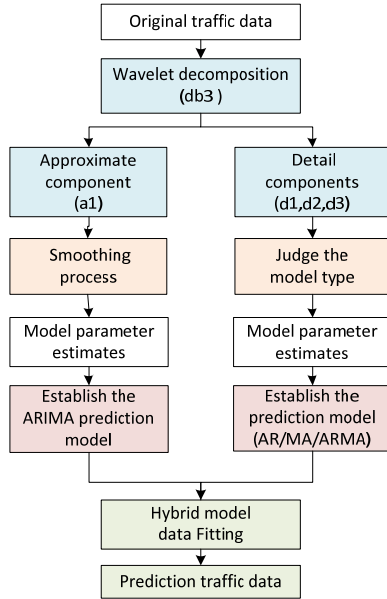 Original traffic data
Wavelet decomposition
(db3 )
Approximate
component
(a1)
Detail
components
(d1,d2,d3)
Smoothing
process
Judge the
model type
Model parameter
estimates
Model parameter
estimates
Establish the
ARIMA prediction
model
Establish the
prediction model
(AR/MA/ARMA)
Hybrid model
data Fitting
Prediction traffic data